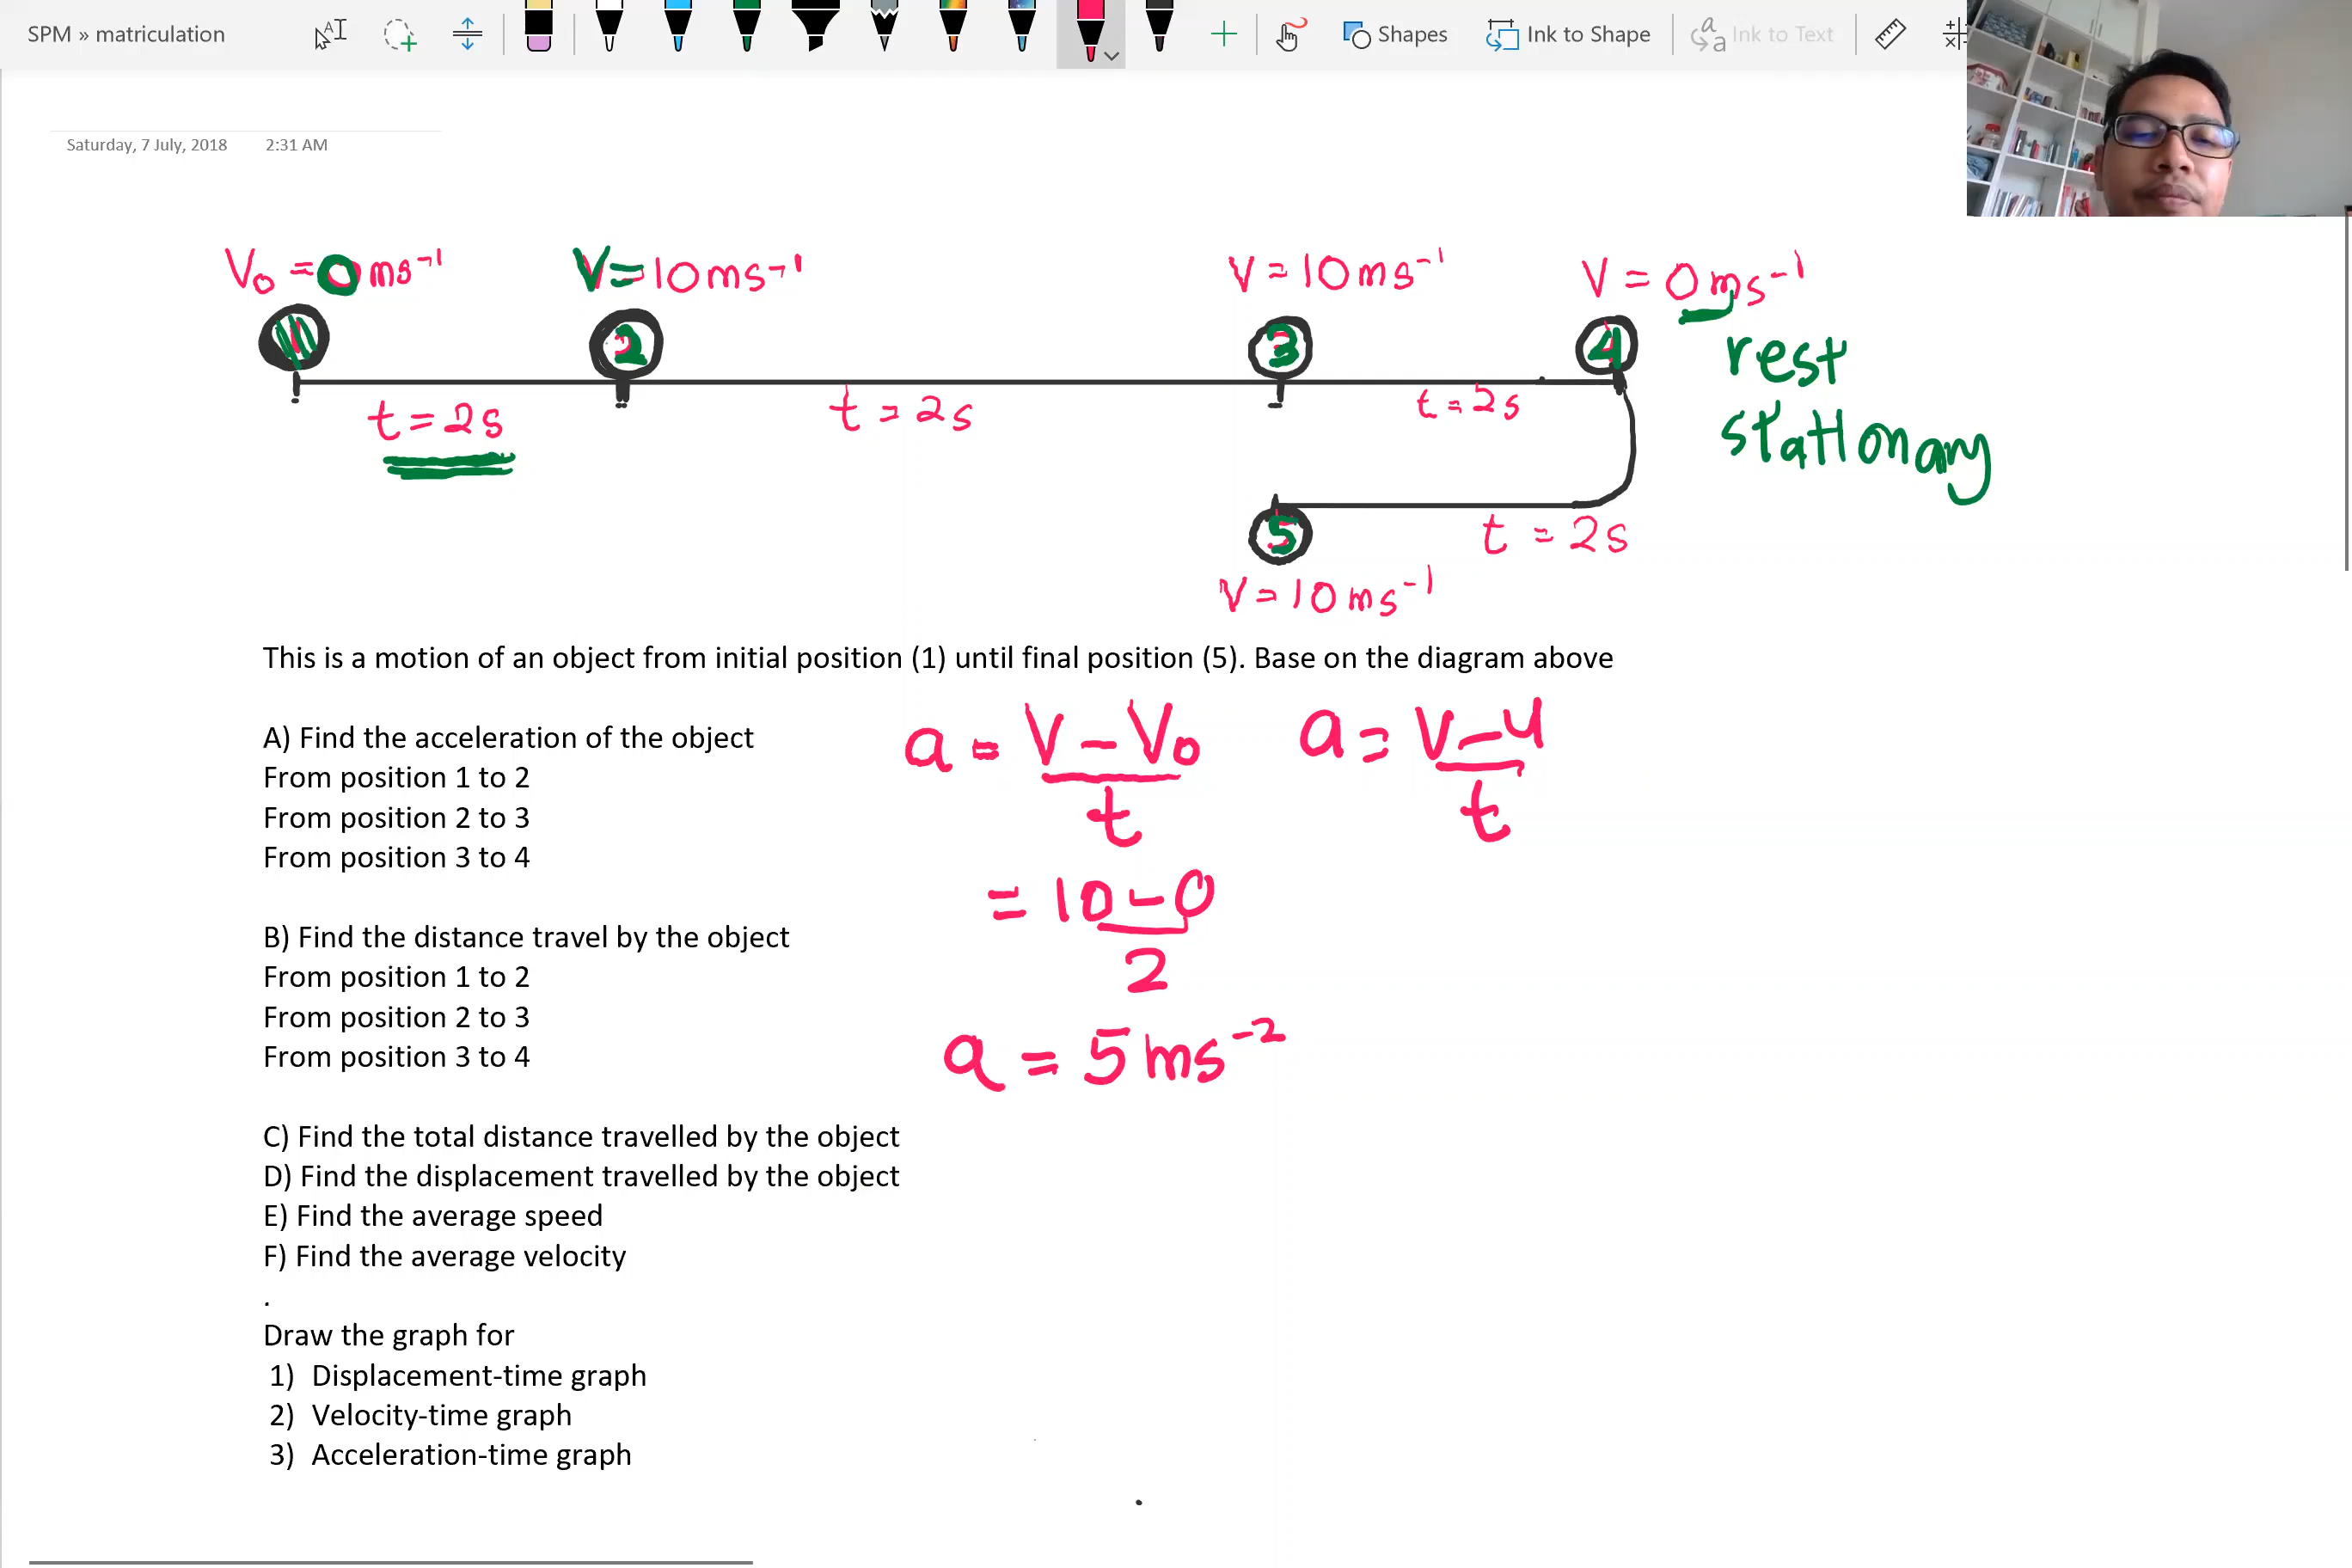 SPM » matriculation
Shapes
Ink to Shape
Ink to Text
Saturday, 7 July, 2018 2:31 AM
V₀ = 0 ms⁻¹
V = 10 ms⁻¹
V = 10 ms⁻¹
V = 0 ms⁻¹
1
2
3
4
rest
stationary
t = 2s
t = 2s
t = 2s
5
t = 2s
V = 10 ms⁻¹
This is a motion of an object from initial position (1) until final position (5). Base on the diagram above
A) Find the acceleration of the object
From position 1 to 2
From position 2 to 3
From position 3 to 4
B) Find the distance travel by the object
From position 1 to 2
From position 2 to 3
From position 3 to 4
C) Find the total distance travelled by the object
D) Find the displacement travelled by the object
E) Find the average speed
F) Find the average velocity
.
Draw the graph for
1) Displacement-time graph
2) Velocity-time graph
3) Acceleration-time graph
a = V – V₀
t
a = V – u
t
= 10 – 0
2
a = 5 ms⁻²